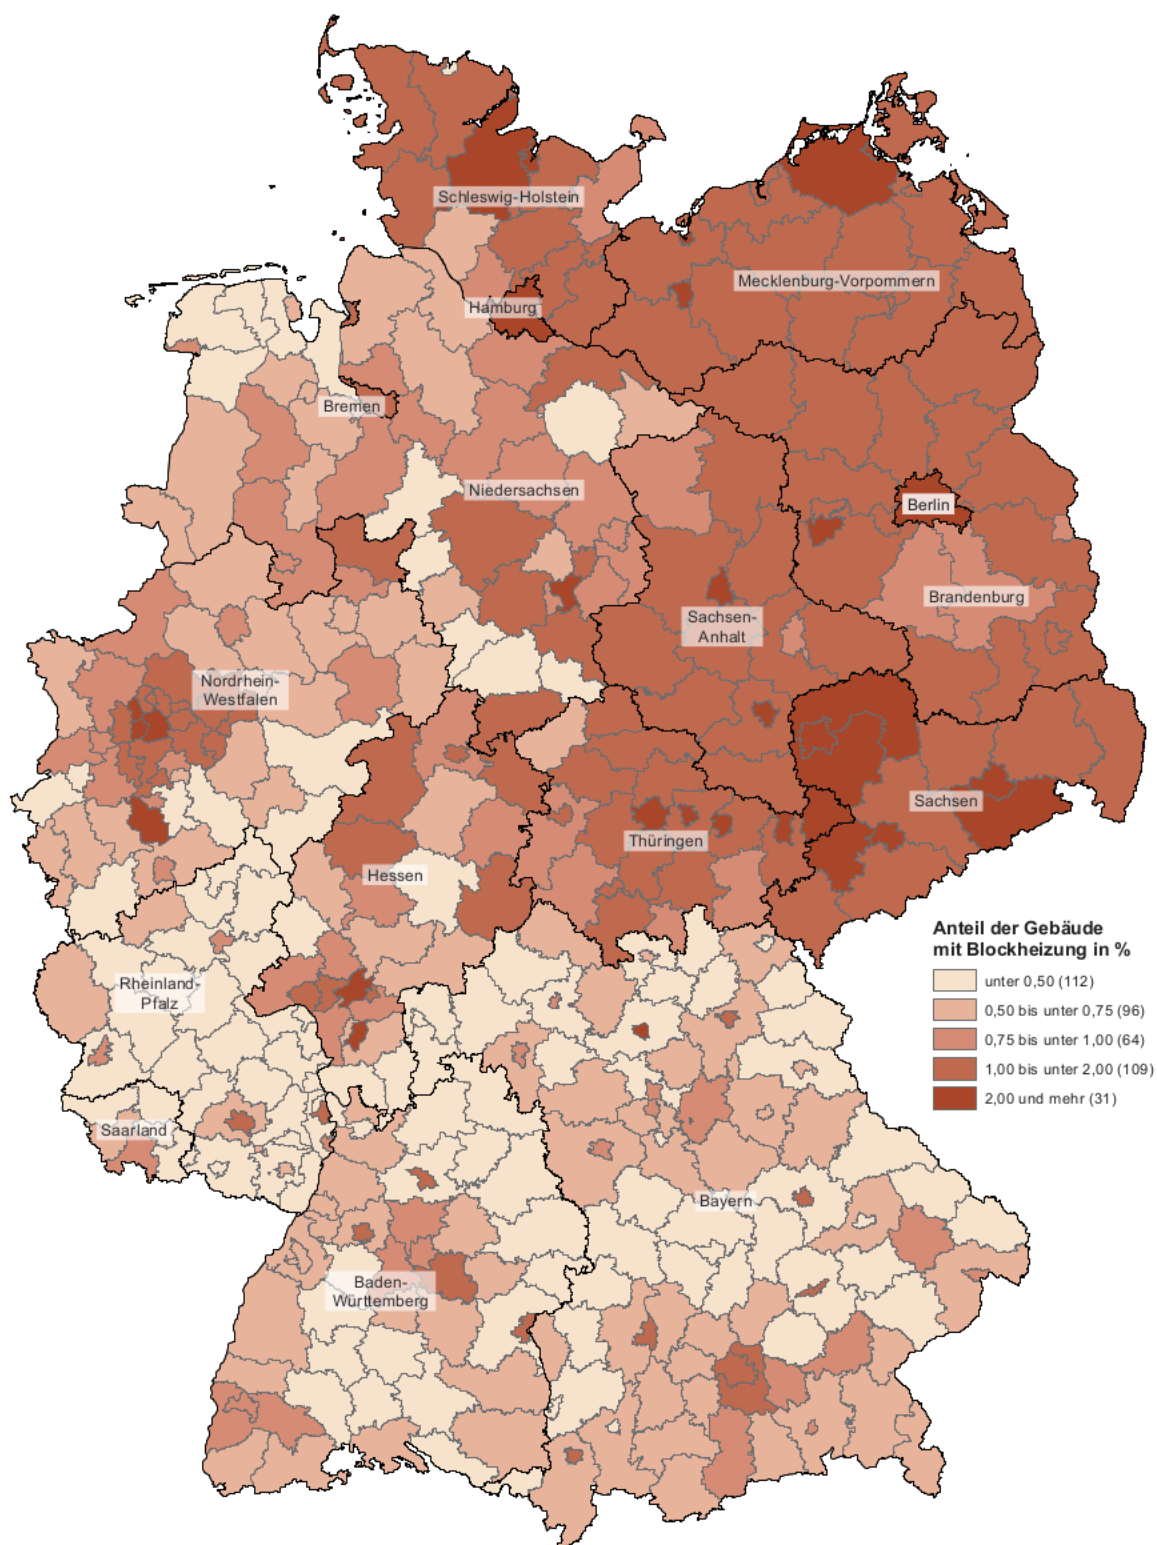 Schleswig-Holstein
Mecklenburg-Vorpommern
Hamburg
Bremen
Niedersachsen
Berlin
Brandenburg
Sachsen-
Anhalt
Nordrhein-
Westfalen
Sachsen
Thüringen
Hessen
Rheinland-
Pfalz
Saarland
Bayern
Baden-
Württemberg
Anteil der Gebäude
mit Blockheizung in %
unter 0,50 (112)
0,50 bis unter 0,75 (96)
0,75 bis unter 1,00 (64)
1,00 bis unter 2,00 (109)
2,00 und mehr (31)